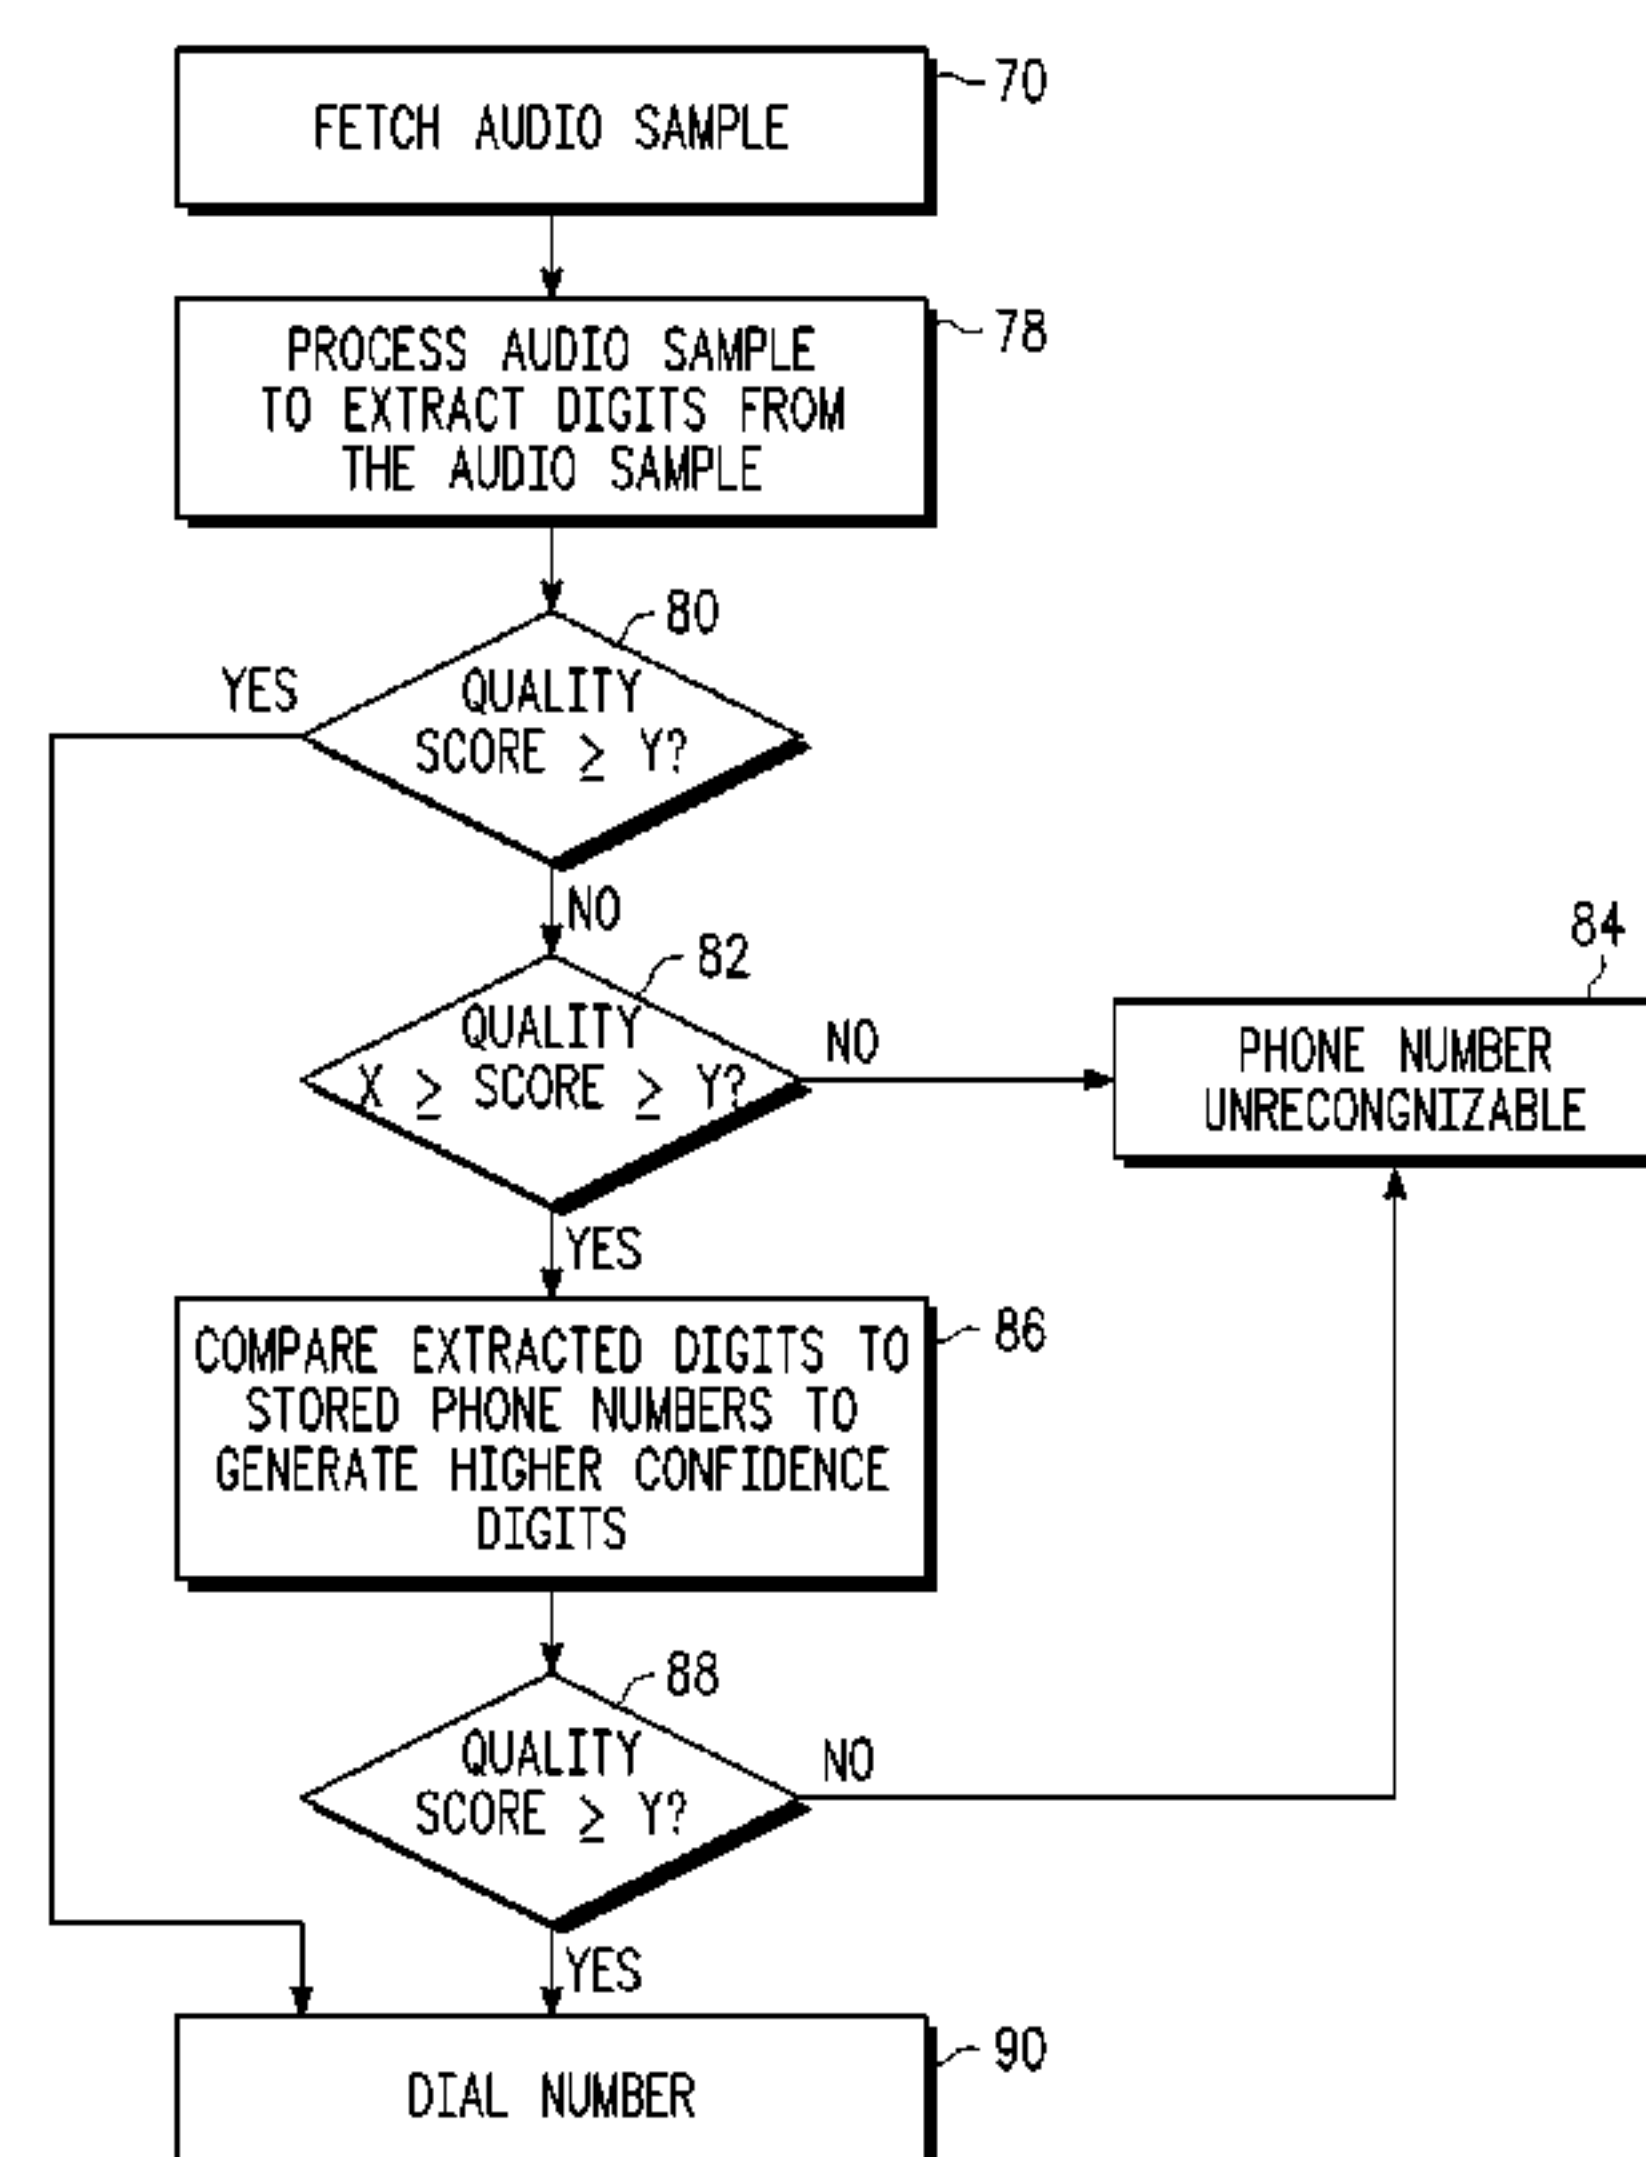 FETCH AUDIO SAMPLE
70
PROCESS AUDIO SAMPLE
TO EXTRACT DIGITS FROM
THE AUDIO SAMPLE
78
80
YES
QUALITY
SCORE ≥ Y?
NO
82
QUALITY
X ≥ SCORE ≥ Y?
NO
84
PHONE NUMBER
UNRECONGNIZABLE
YES
COMPARE EXTRACTED DIGITS TO
STORED PHONE NUMBERS TO
GENERATE HIGHER CONFIDENCE
DIGITS
86
88
QUALITY
SCORE ≥ Y?
NO
YES
DIAL NUMBER
90